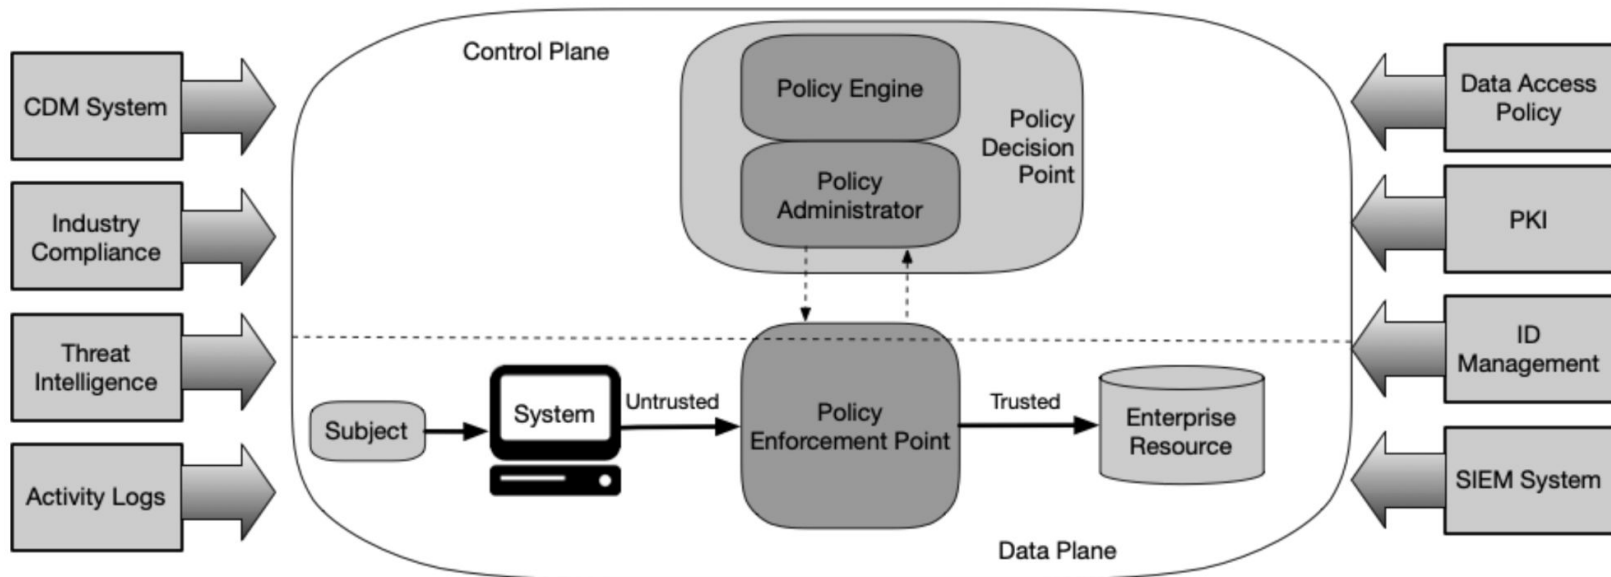 Control Plane
Policy Engine
Policy
Administrator
Policy
Decision
Point
CDM System
Industry
Compliance
Threat
Intelligence
Activity Logs
Data Access
Policy
PKI
ID
Management
SIEM System
Subject
System
Untrusted
Policy
Enforcement Point
Trusted
Enterprise
Resource
Data Plane